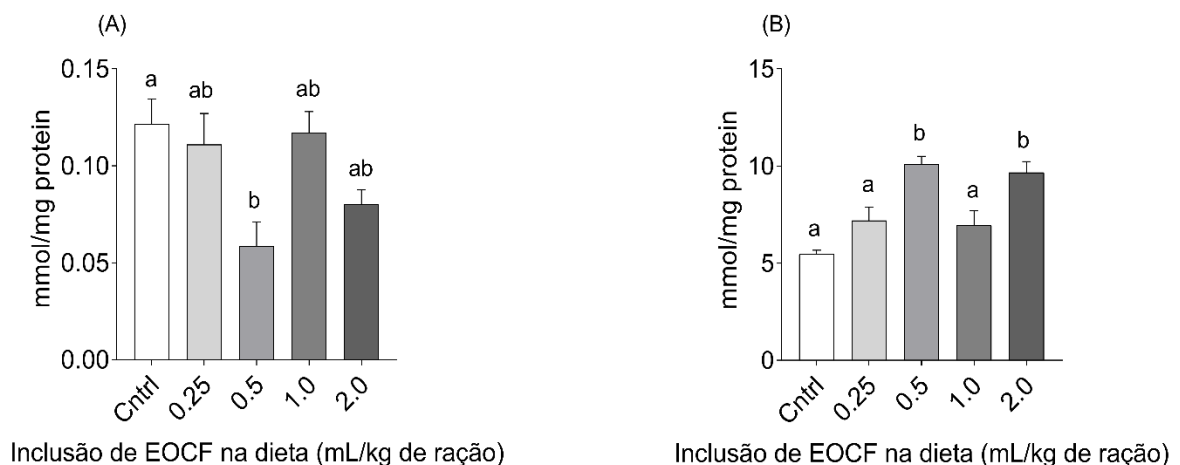 (A)
mmol/mg protein
0.15
0.10
0.05
0.00
a
ab
b
ab
ab
Cntrl
0.25
0.5
1.0
2.0
Inclusão de EOCF na dieta (mL/kg de ração)
(B)
mmol/mg protein
15
10
5
0
a
a
b
a
b
Cntrl
0.25
0.5
1.0
2.0
Inclusão de EOCF na dieta (mL/kg de ração)